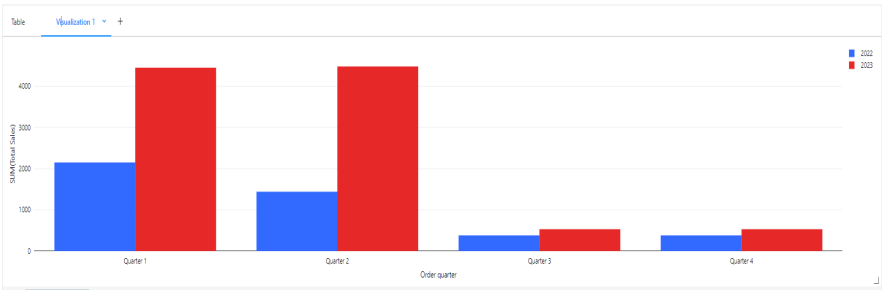 Table Visualization 1 +
2022
2023
SUM(Total Sales)
4000
3000
2000
1000
0
Quarter 1 Quarter 2 Quarter 3 Quarter 4
Order quarter